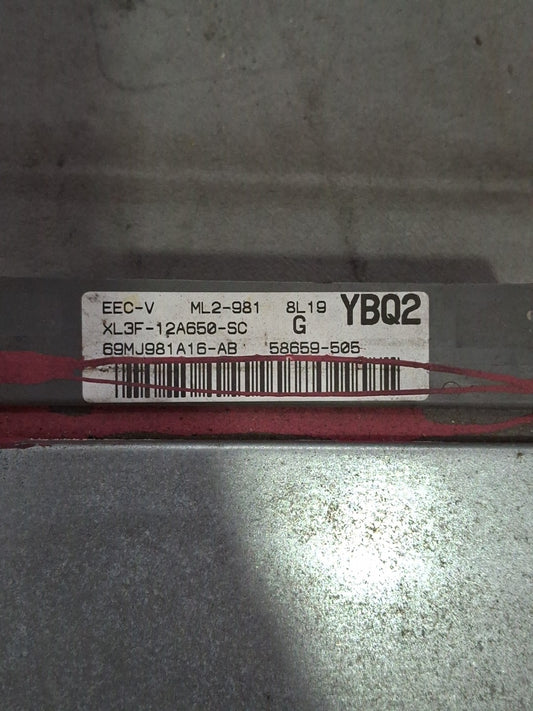 EEC-V ML2-981 8L19 YBQ2
XL3F-12A650-SC G
69MJ981A16-AB 58659-505